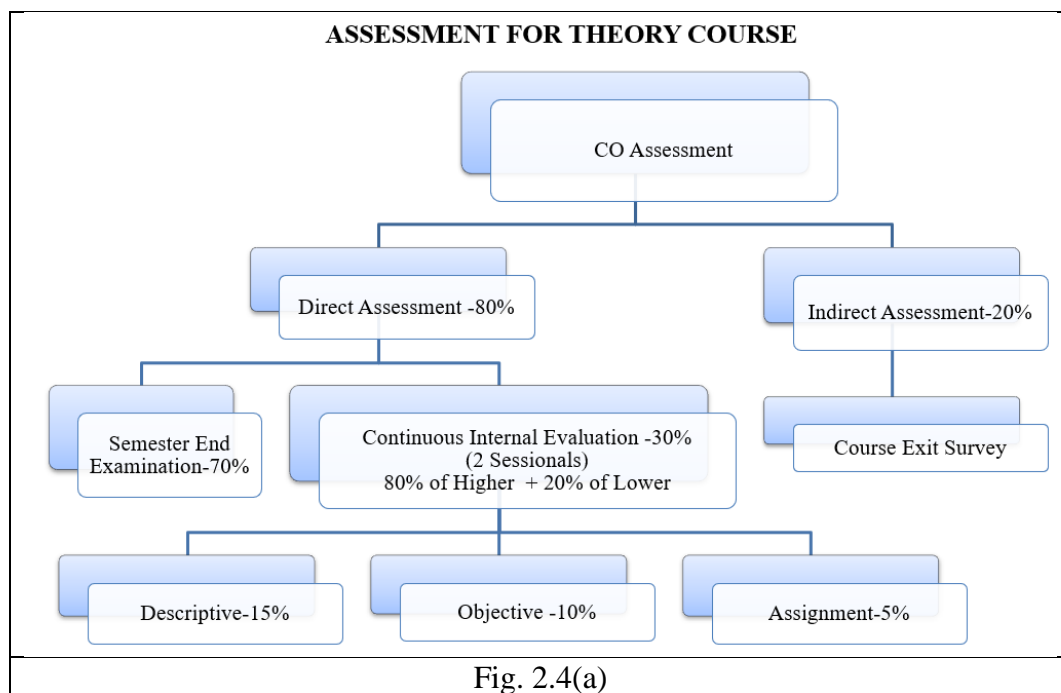 ASSESSMENT FOR THEORY COURSE
CO Assessment
Direct Assessment -80%
Indirect Assessment-20%
Semester End
Examination-70%
Continuous Internal Evaluation -30%
(2 Sessionals)
80% of Higher + 20% of Lower
Course Exit Survey
Descriptive-15%
Objective -10%
Assignment-5%
Fig. 2.4(a)